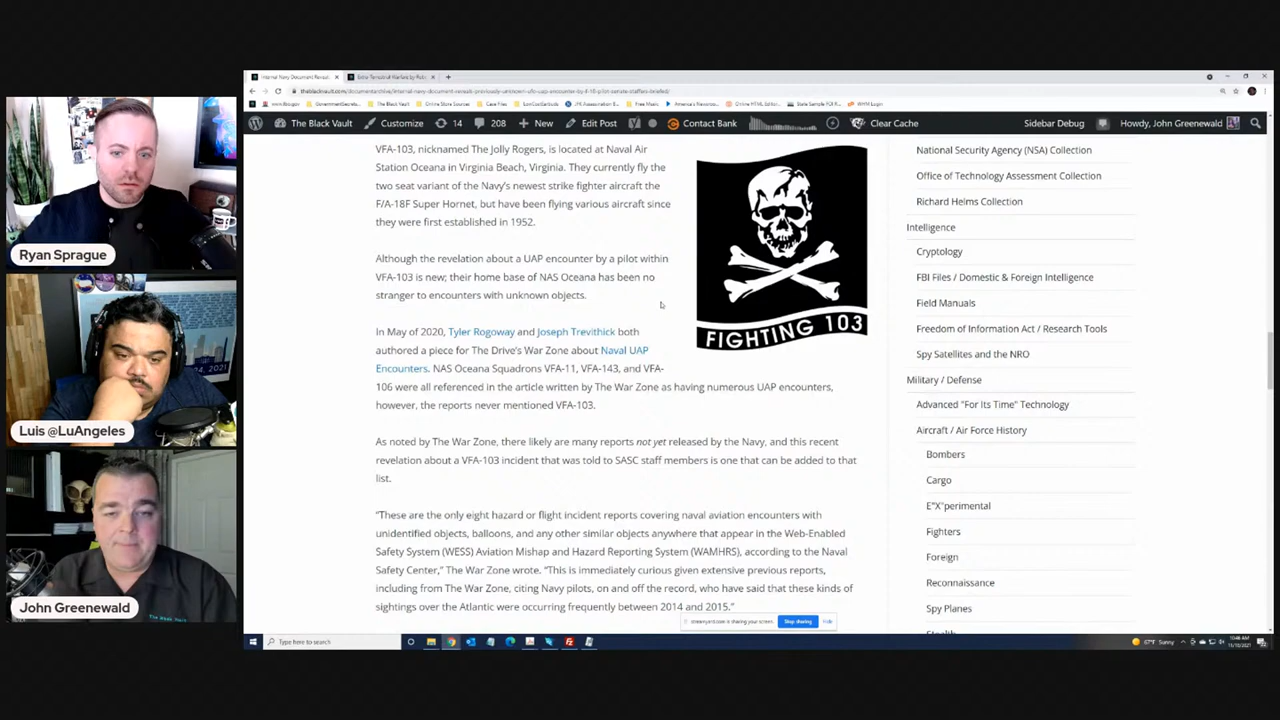 Ryan Sprague
Luis @LuAngeles
John Greenewald
The Black Vault
Customize
14
208
New
Edit Post
Contact Bank
Clear Cache
Sidebar Debug
Howdy, John Greenewald
VFA-103, nicknamed The Jolly Rogers, is located at Naval Air
Station Oceana in Virginia Beach, Virginia. They currently fly the
two seat variant of the Navy's newest strike fighter aircraft the
F/A-18F Super Hornet, but have been flying various aircraft since
they were first established in 1952.
Although the revelation about a UAP encounter by a pilot within
VFA-103 is new; their home base of NAS Oceana has been no
stranger to encounters with unknown objects.
In May of 2020, Tyler Rogoway and Joseph Trevithick both
authored a piece for The Drive's War Zone about Naval UAP
Encounters. NAS Oceana Squadrons VFA-11, VFA-143, and VFA-
106 were all referenced in the article written by The War Zone as having numerous UAP encounters,
however, the reports never mentioned VFA-103.
As noted by The War Zone, there likely are many reports not yet released by the Navy, and this recent
revelation about a VFA-103 incident that was told to SASC staff members is one that can be added to that
list.
"These are the only eight hazard or flight incident reports covering naval aviation encounters with
unidentified objects, balloons, and any other similar objects anywhere that appear in the Web-Enabled
Safety System (WESS) Aviation Mishap and Hazard Reporting System (WAMHRS), according to the Naval
Safety Center," The War Zone wrote. "This is immediately curious given extensive previous reports,
including from The War Zone, citing Navy pilots, on and off the record, who have said that these kinds of
sightings over the Atlantic were occurring frequently between 2014 and 2015."
FIGHTING 103
National Security Agency (NSA) Collection
Office of Technology Assessment Collection
Richard Helms Collection
Intelligence
Cryptology
FBI Files / Domestic & Foreign Intelligence
Field Manuals
Freedom of Information Act / Research Tools
Spy Satellites and the NRO
Military / Defense
Advanced "For Its Time" Technology
Aircraft / Air Force History
Bombers
Cargo
E"X"perimental
Fighters
Foreign
Reconnaissance
Spy Planes
Stealth
streamyard.com is sharing your screen.
Stop sharing
Hide
Type here to search
67°F Sunny
10:46 AM